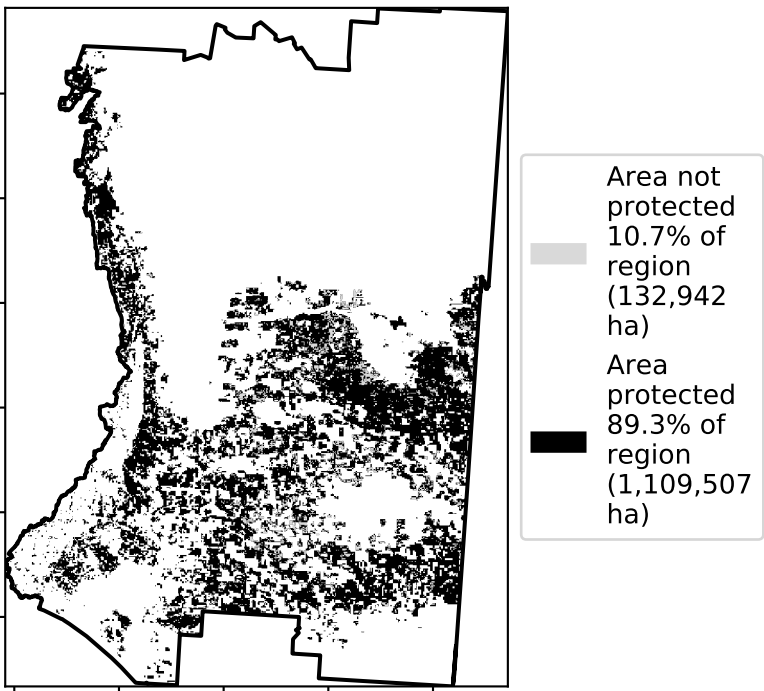 Area not
protected
10.7% of
region
(132,942
ha)
Area
protected
89.3% of
region
(1,109,507
ha)